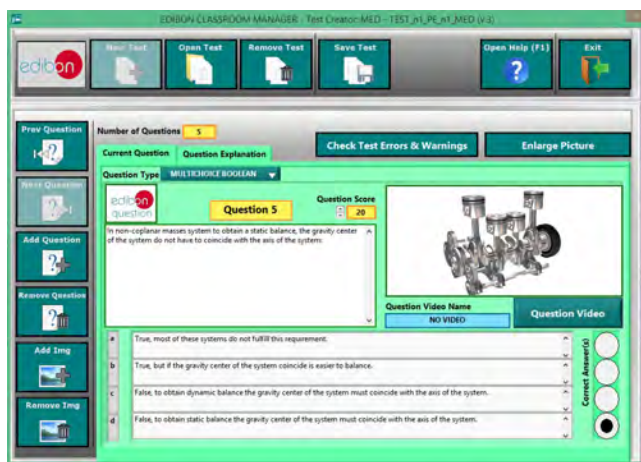 EDIBON CLASSROOM MANAGER - Test Creator: MED - TEST_n1_PE_n1_MED (v.3)
edibon
New Test
Open Test
Remove Test
Save Test
Open Help (F1)
Exit
Prev Question
Next Question
Add Question
Remove Question
Add Img
Remove Img
Number of Questions 5
Check Test Errors & Warnings
Enlarge Picture
Current Question
Question Explanation
Question Type MULTICHOICE BOOLEAN
edibon
question
Question 5
Question Score
20
In non-coplanar masses system to obtain a static balance, the gravity center
of the system do not have to coincide with the axis of the system:
Question Video Name
NO VIDEO
Question Video
a True, most of these systems do not fulfill this requirement.
b True, but if the gravity center of the system coincide is easier to balance.
c False, to obtain dynamic balance the gravity center of the system must coincide with the axis of the system.
d False, to obtain static balance the gravity center of the system must coincide with the axis of the system.
Correct Answer(s)